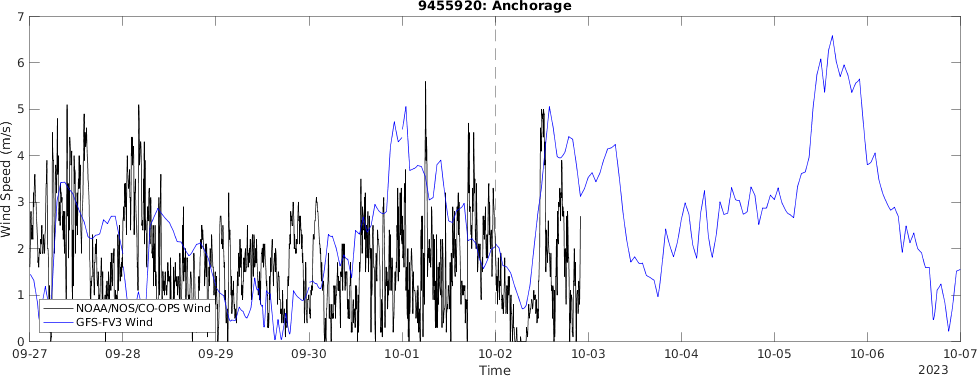 9455920: Anchorage
Wind Speed (m/s)
7
6
5
4
3
2
1
0
NOAA/NOS/CO-OPS Wind
GFS-FV3 Wind
09-27 09-28 09-29 09-30 10-01 10-02 10-03 10-04 10-05 10-06 10-07
Time
2023